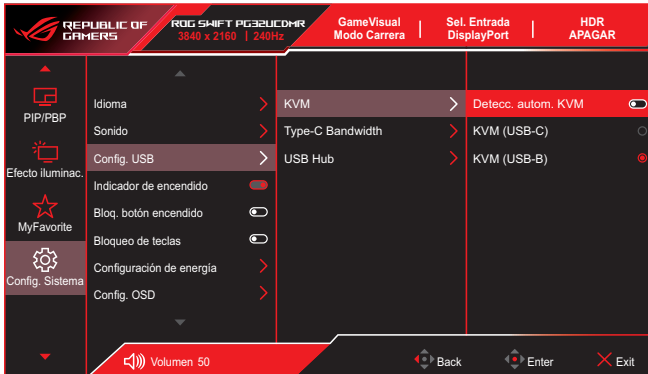 REPUBLIC OF
GAMERS
ROG SWIFT PG32UCDMR
3840 x 2160 | 240Hz
GameVisual
Modo Carrera
Sel. Entrada
DisplayPort
HDR
APAGAR
PIP/PBP
Efecto iluminac.
MyFavorite
Config. Sistema
Idioma
Sonido
Config. USB
Indicador de encendido
Bloq. botón encendido
Bloqueo de teclas
Configuración de energía
Config. OSD
KVM
Type-C Bandwidth
USB Hub
Detecc. autom. KVM
KVM (USB-C)
KVM (USB-B)
Volumen 50
Back
Enter
Exit